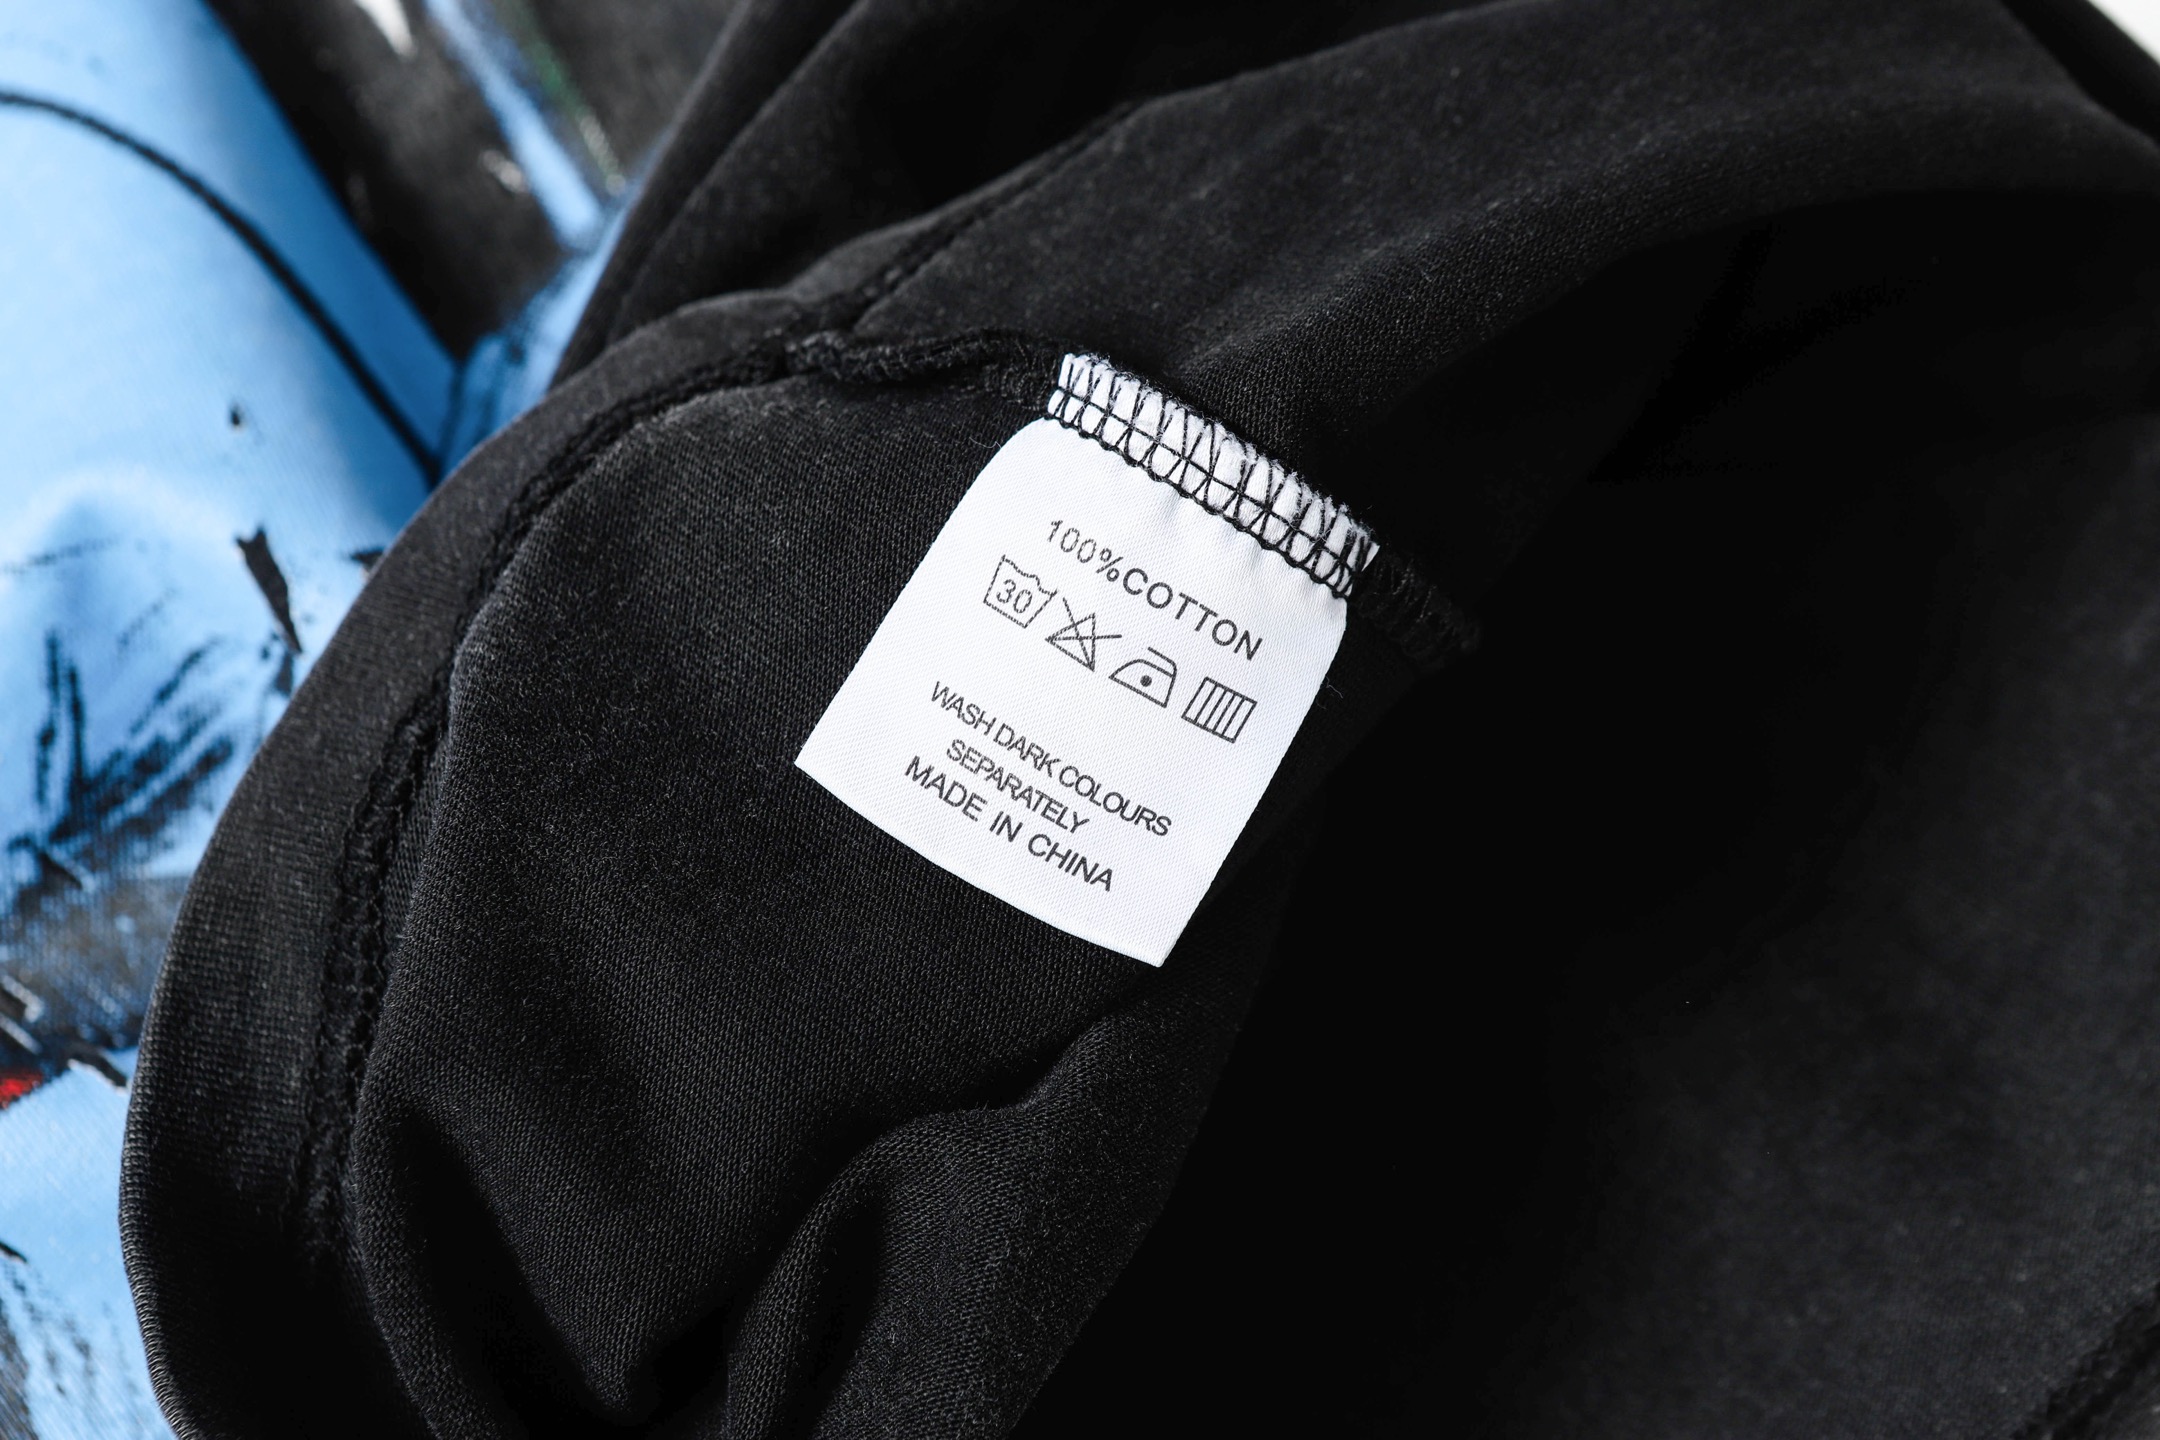 100%COTTON
30
WASH DARK COLOURS
SEPARATELY
MADE IN CHINA